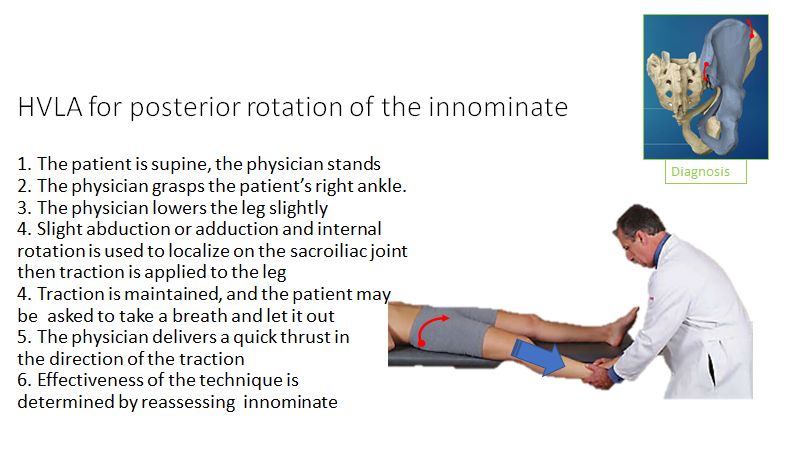 HVLA for posterior rotation of the innominate
Diagnosis
1. The patient is supine, the physician stands
2. The physician grasps the patient's right ankle.
3. The physician lowers the leg slightly
4. Slight abduction or adduction and internal
rotation is used to localize on the sacroiliac joint
then traction is applied to the leg
4. Traction is maintained, and the patient may
be  asked to take a breath and let it out
5. The physician delivers a quick thrust in
the direction of the traction
6. Effectiveness of the technique is
determined by reassessing  innominate